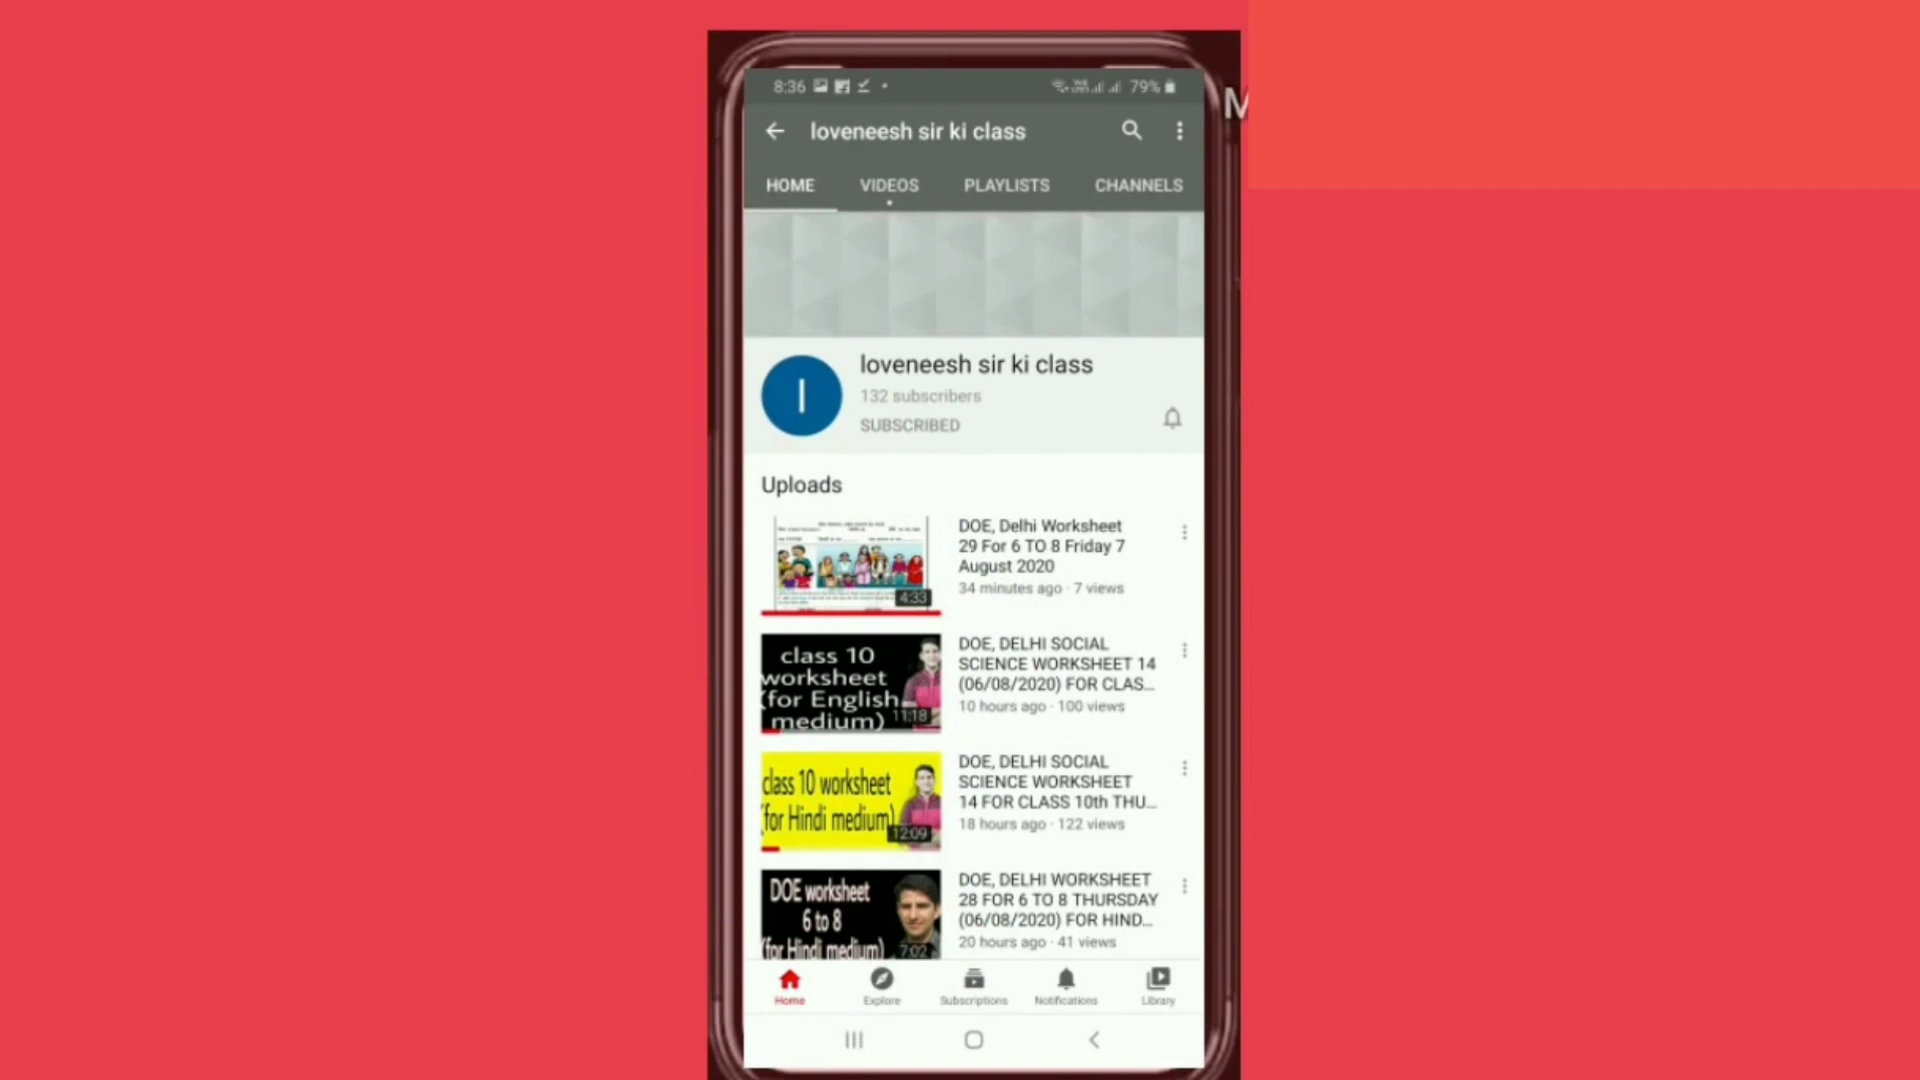 8:36
79%
M
loveneesh sir ki class
HOME VIDEOS PLAYLISTS CHANNELS
l
loveneesh sir ki class
132 subscribers
SUBSCRIBED
Uploads
4:33
DOE, Delhi Worksheet
29 For 6 TO 8 Friday 7
August 2020
34 minutes ago · 7 views
class 10
worksheet
(for English
medium)
11:18
DOE, DELHI SOCIAL
SCIENCE WORKSHEET 14
(06/08/2020) FOR CLAS...
10 hours ago · 100 views
class 10 worksheet
(for Hindi medium)
12:09
DOE, DELHI SOCIAL
SCIENCE WORKSHEET
14 FOR CLASS 10th THU...
18 hours ago · 122 views
DOE worksheet
6 to 8
(for Hindi medium)
7:02
DOE, DELHI WORKSHEET
28 FOR 6 TO 8 THURSDAY
(06/08/2020) FOR HIND...
20 hours ago · 41 views
Home Explore Subscriptions Notifications Library